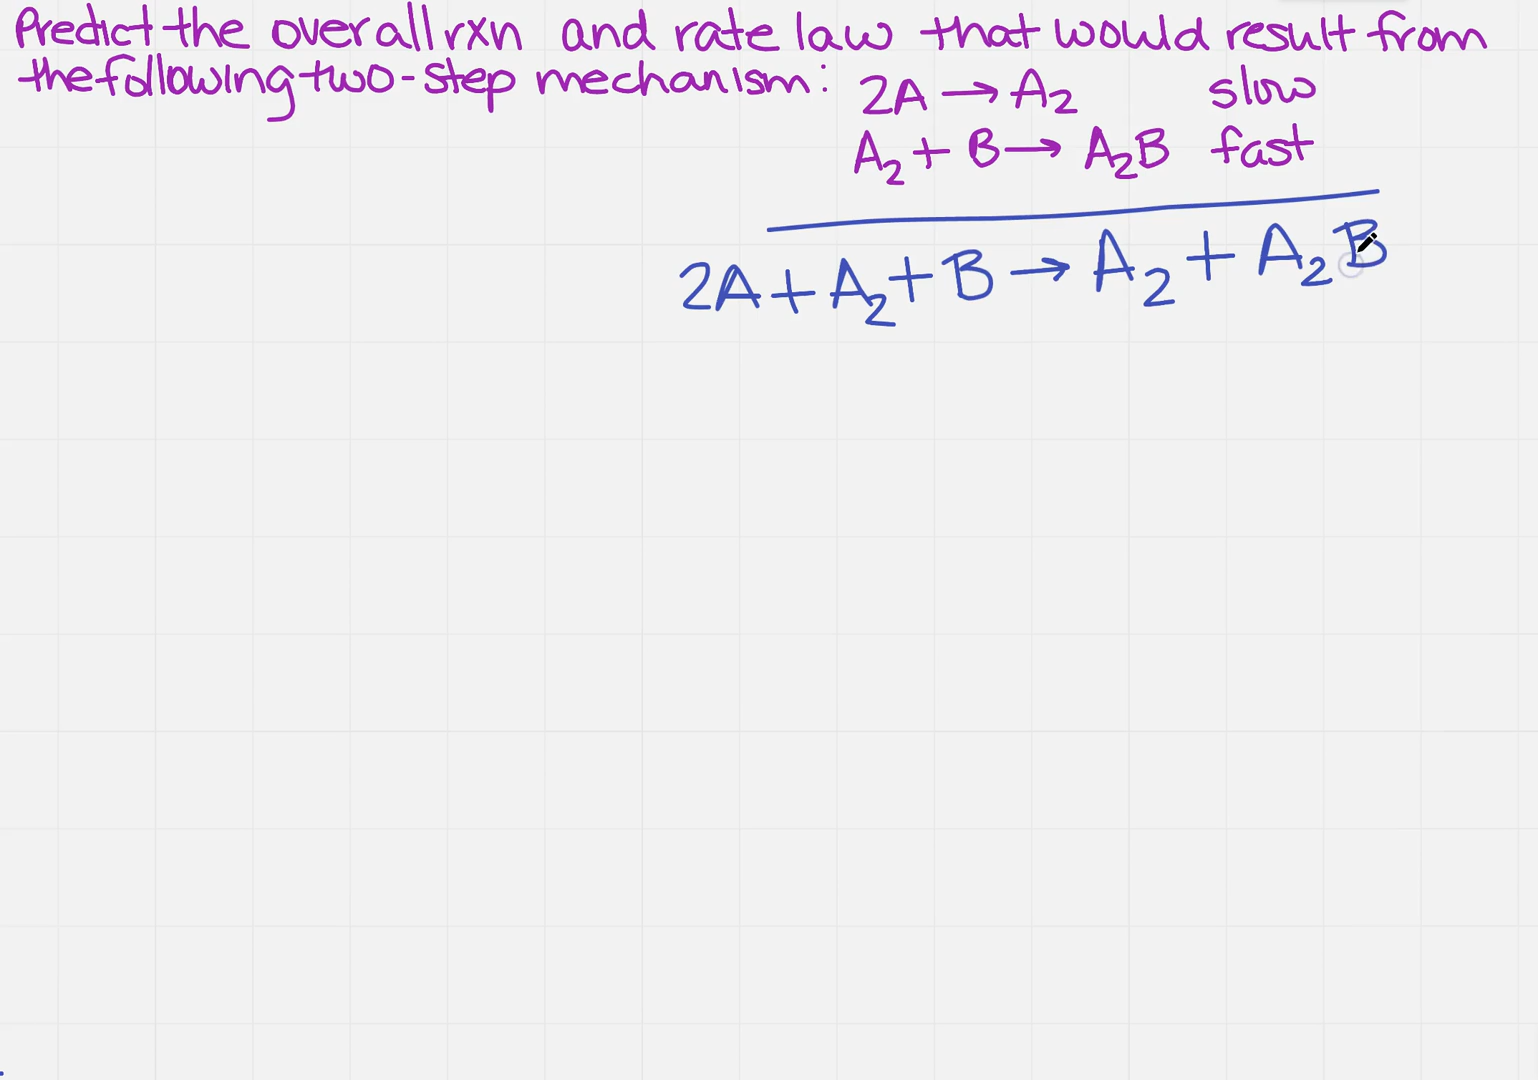 Predict the overall rxn and rate law that would result from
the following two-step mechanism: 2A → A₂ slow
A₂ + B → A₂B fast
2A + A₂ + B → A₂ + A₂B